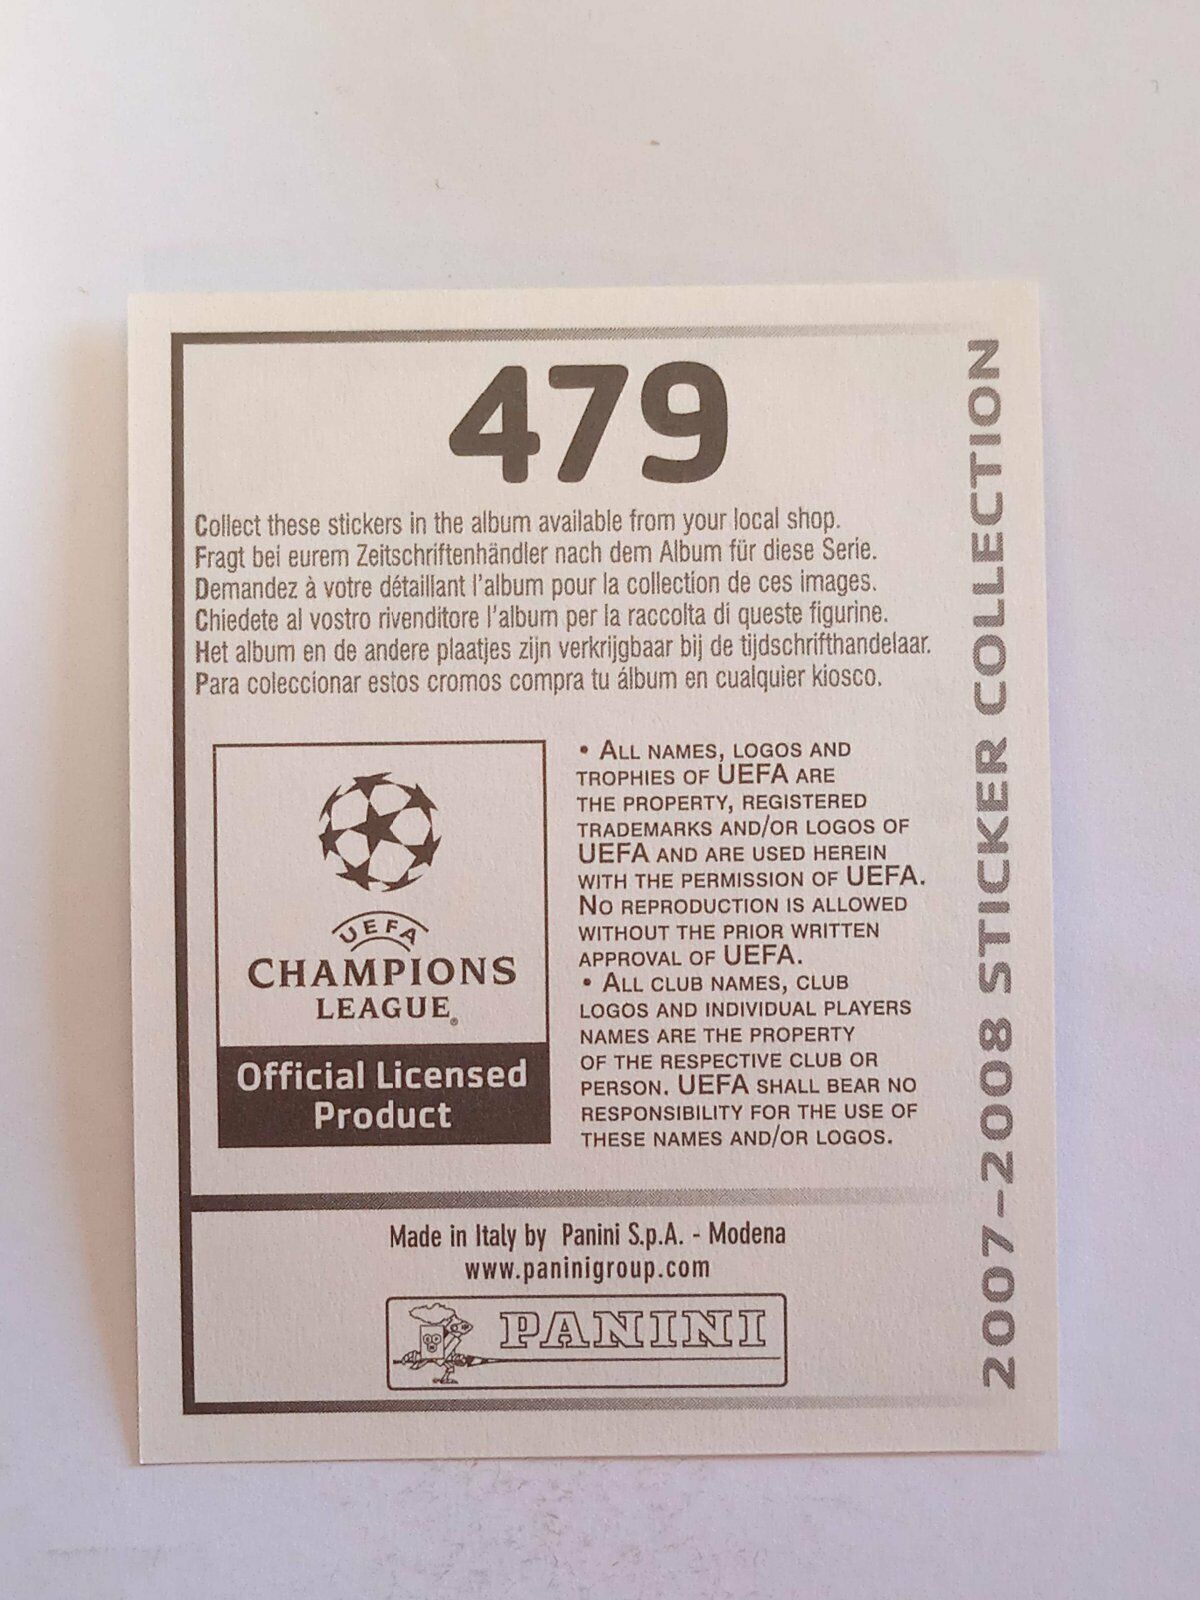 479
Collect these stickers in the album available from your local shop.
Fragt bei eurem Zeitschriftenhändler nach dem Album für diese Serie.
Demandez à votre détaillant l'album pour la collection de ces images.
Chiedete al vostro rivenditore l'album per la raccolta di queste figurine.
Het album en de andere plaatjes zijn verkrijgbaar bij de tijdschrifthandelaar.
Para coleccionar estos cromos compra tu álbum en cualquier kiosco.
UEFA
CHAMPIONS
LEAGUE®
Official Licensed
Product
• ALL NAMES, LOGOS AND
TROPHIES OF UEFA ARE
THE PROPERTY, REGISTERED
TRADEMARKS AND/OR LOGOS OF
UEFA AND ARE USED HEREIN
WITH THE PERMISSION OF UEFA.
NO REPRODUCTION IS ALLOWED
WITHOUT THE PRIOR WRITTEN
APPROVAL OF UEFA.
• ALL CLUB NAMES, CLUB
LOGOS AND INDIVIDUAL PLAYERS
NAMES ARE THE PROPERTY
OF THE RESPECTIVE CLUB OR
PERSON. UEFA SHALL BEAR NO
RESPONSIBILITY FOR THE USE OF
THESE NAMES AND/OR LOGOS.
Made in Italy by Panini S.p.A. - Modena
www.paninigroup.com
PANINI
2007-2008 STICKER COLLECTION